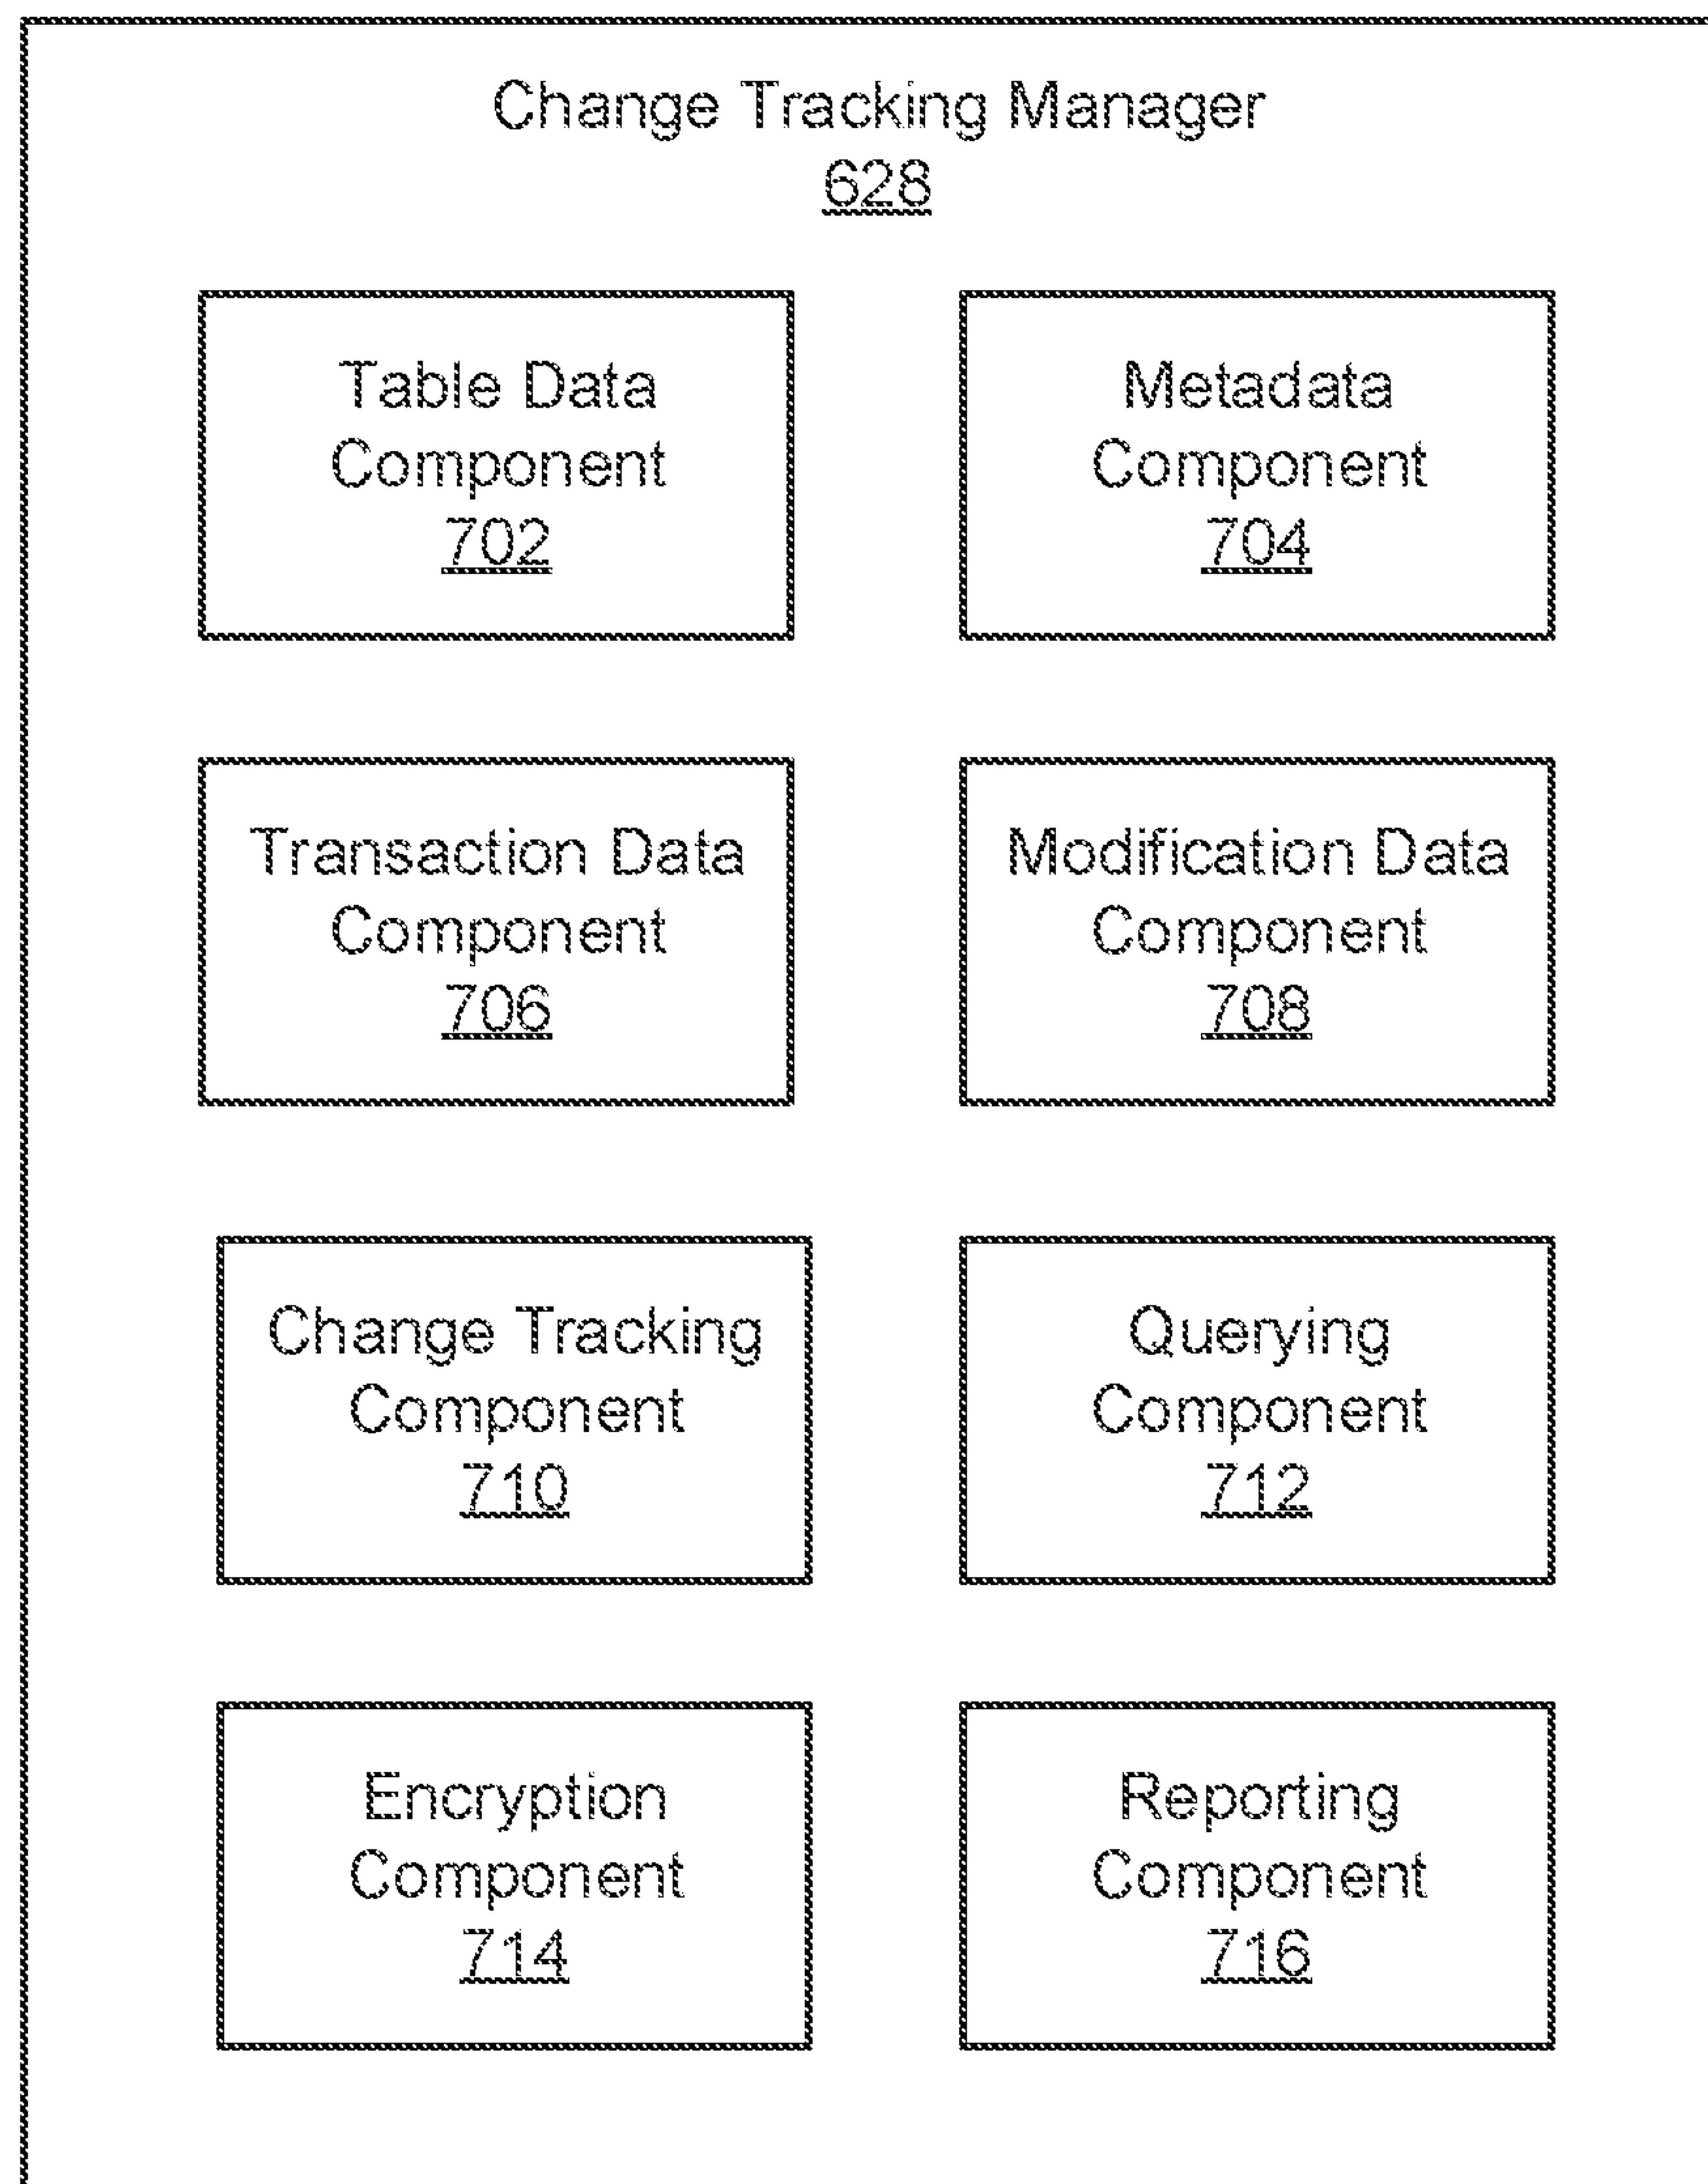 Change Tracking Manager
628
Table Data
Component
702
Metadata
Component
704
Transaction Data
Component
706
Modification Data
Component
708
Change Tracking
Component
710
Querying
Component
712
Encryption
Component
714
Reporting
Component
716